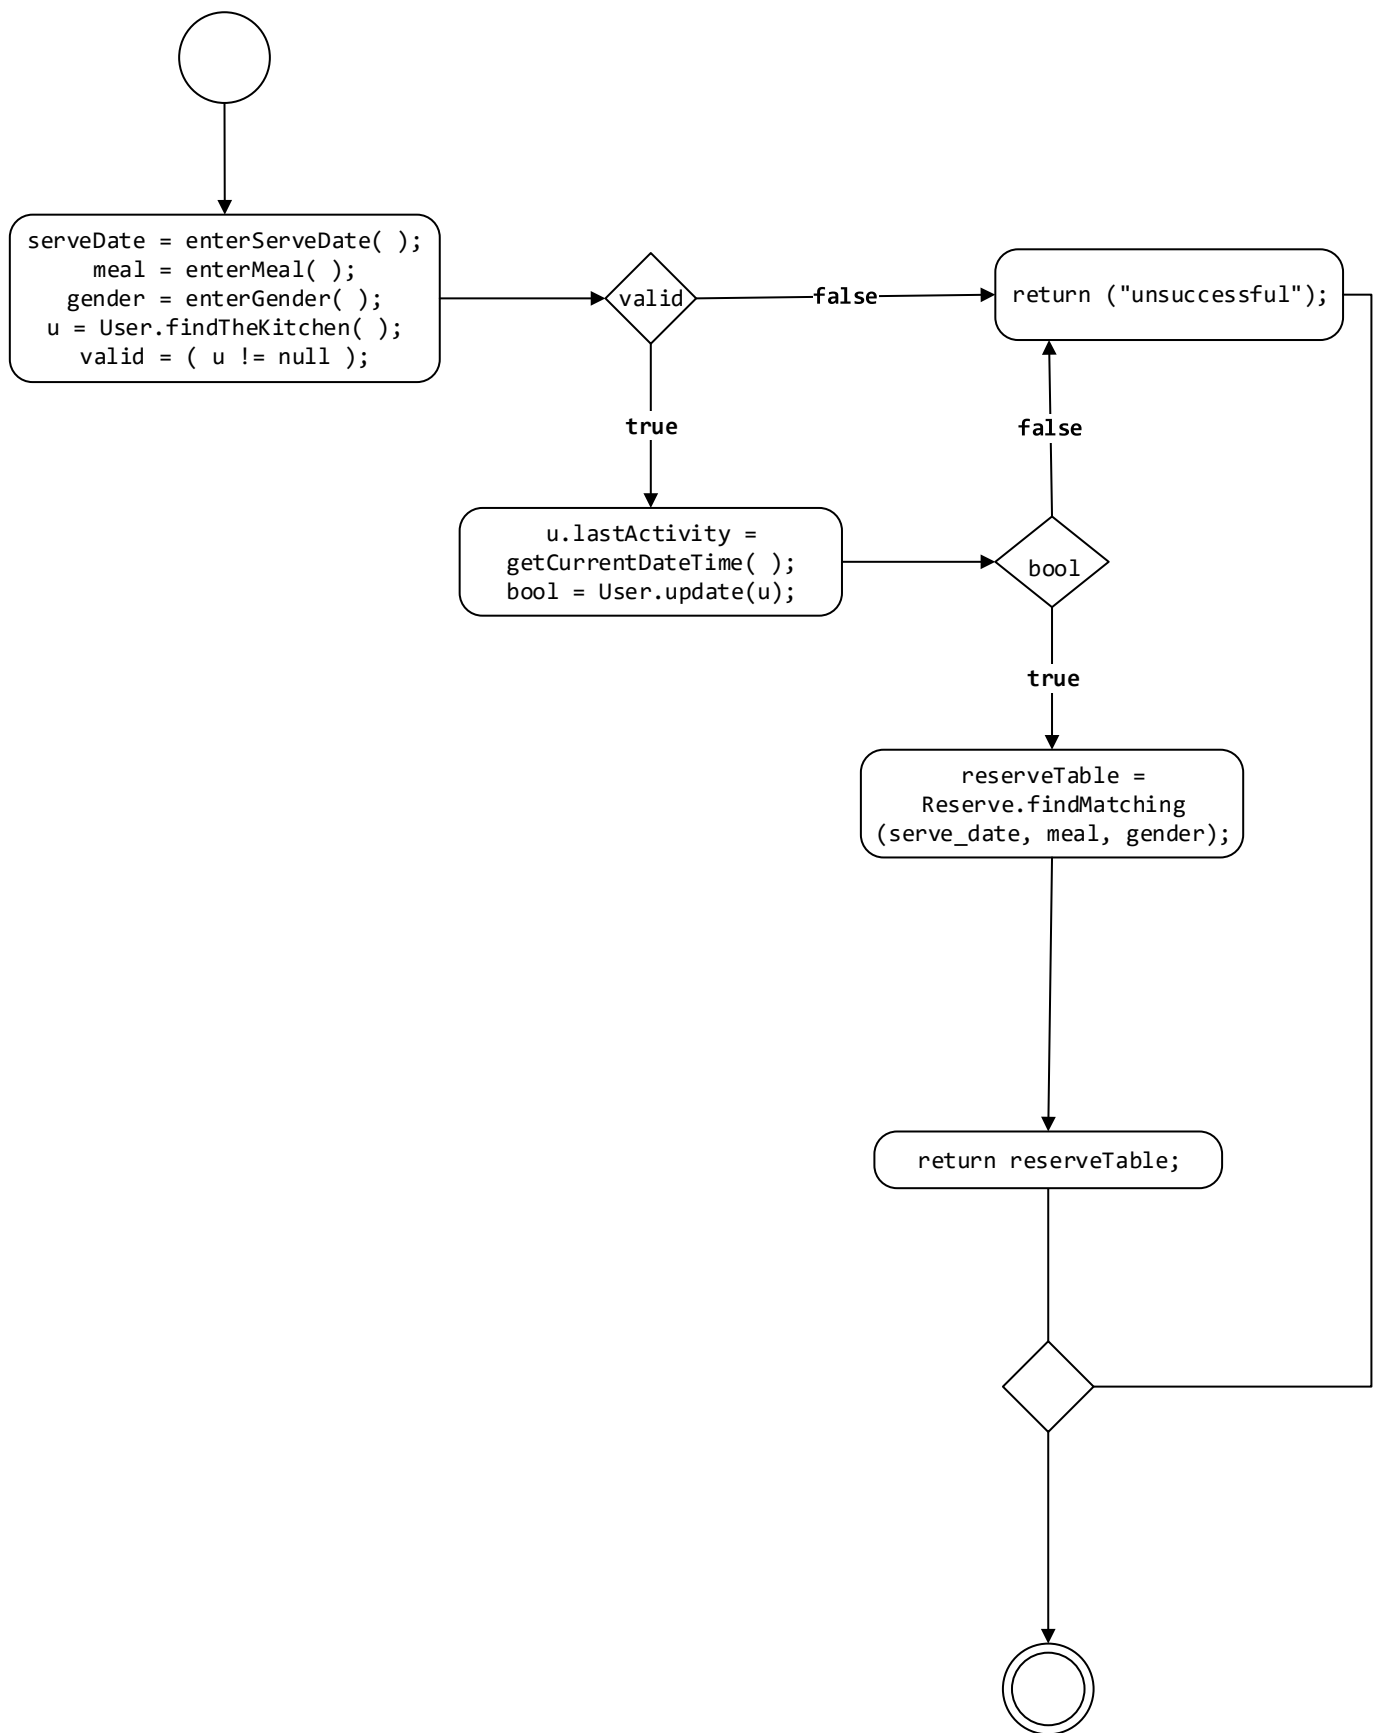 serveDate = enterServeDate( );
meal = enterMeal( );
gender = enterGender( );
u = User.findTheKitchen( );
valid = ( u != null );
valid
false
return ("unsuccessful");
true
false
u.lastActivity =
getCurrentDateTime( );
bool = User.update(u);
bool
true
reserveTable =
Reserve.findMatching
(serve_date, meal, gender);
return reserveTable;